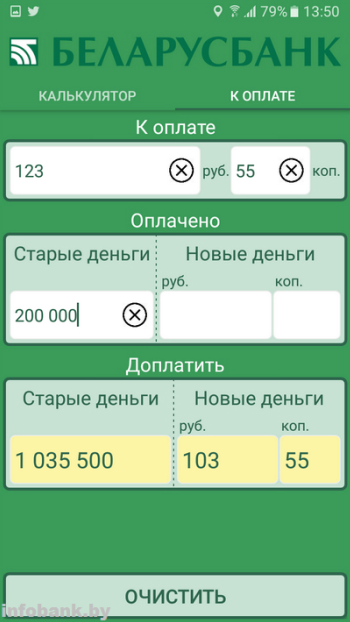 79% 13:50
БЕЛАРУСБАНК
КАЛЬКУЛЯТОР К ОПЛАТЕ
К оплате
123 руб. 55 коп.
Оплачено
Старые деньги Новые деньги
руб. коп.
200 000
Доплатить
Старые деньги Новые деньги
руб. коп.
1 035 500 103 55
ОЧИСТИТЬ
infobank.by